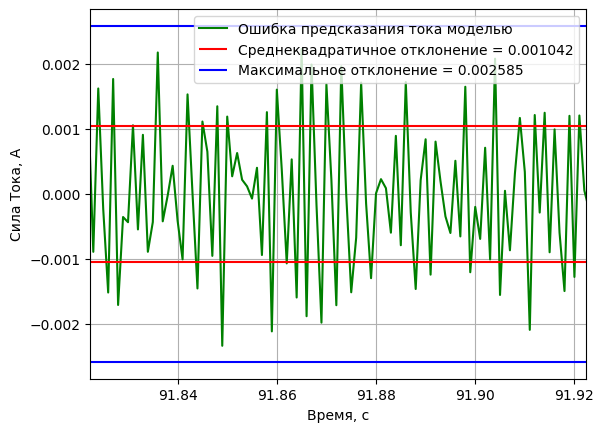 Ошибка предсказания тока моделью
Среднеквадратичное отклонение = 0.001042
Максимальное отклонение = 0.002585
Сила Тока, А
0.002
0.001
0.000
−0.001
−0.002
91.84 91.86 91.88 91.90 91.92
Время, с